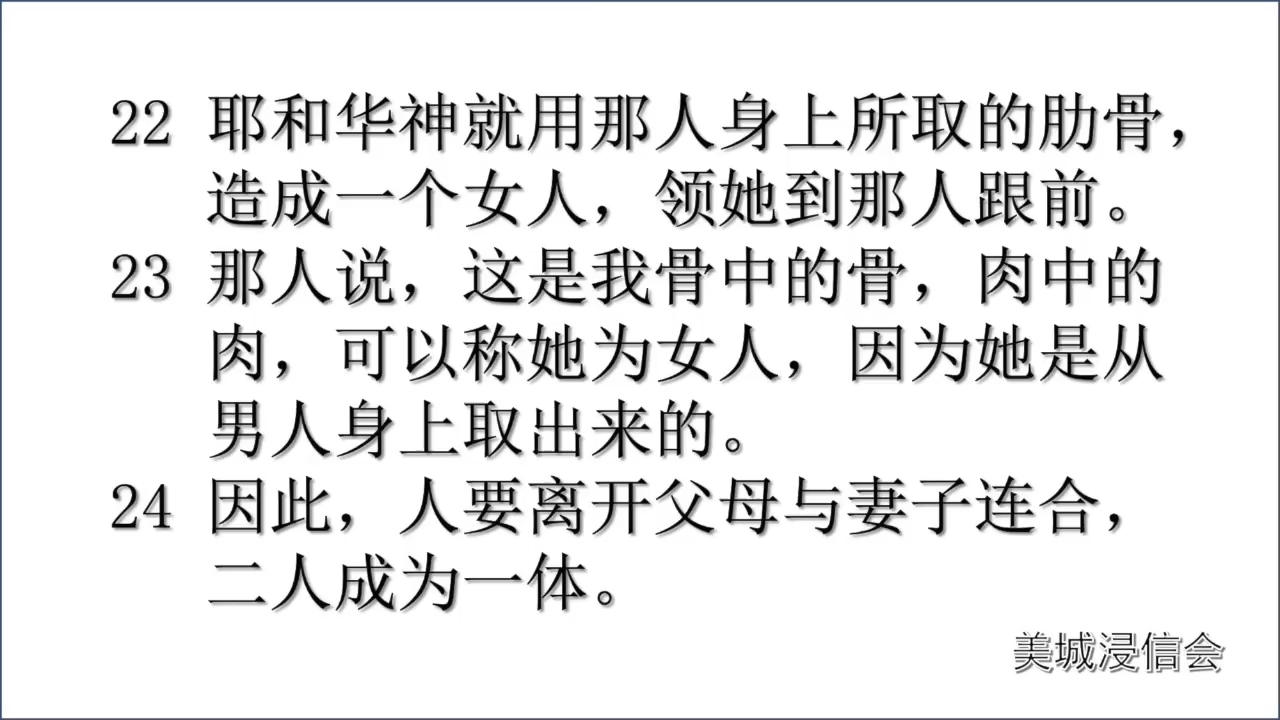 22 耶和华神就用那人身上所取的肋骨，
造成一个女人，领她到那人跟前。
23 那人说，这是我骨中的骨，肉中的
肉，可以称她为女人，因为她是从
男人身上取出来的。
24 因此，人要离开父母与妻子连合，
二人成为一体。
美城浸信会